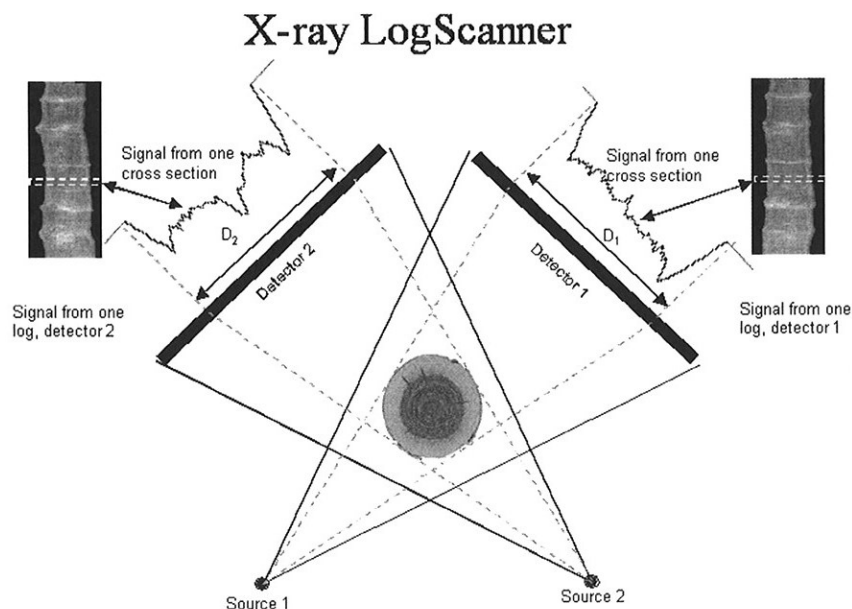 X-ray LogScanner
Signal from one
cross section
Signal from one
cross section
D2
D1
Detector 2
Detector 1
Signal from one
log, detector 2
Signal from one
log, detector 1
Source 1
Source 2